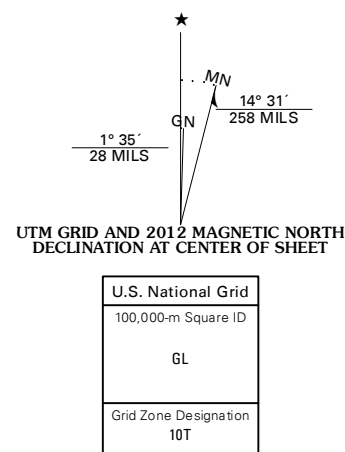 ★
MN
GN
14° 31´
258 MILS
1° 35´
28 MILS
UTM GRID AND 2012 MAGNETIC NORTH
DECLINATION AT CENTER OF SHEET
U.S. National Grid
100,000-m Square ID
GL
Grid Zone Designation
10T